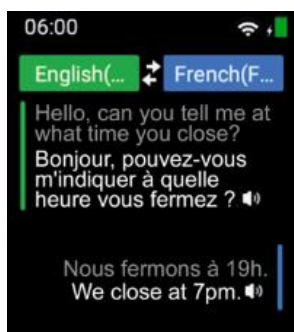 06:00
English(... French(F...
Hello, can you tell me at
what time you close?
Bonjour, pouvez-vous
m'indiquer à quelle
heure vous fermez ?
Nous fermons à 19h.
We close at 7pm.